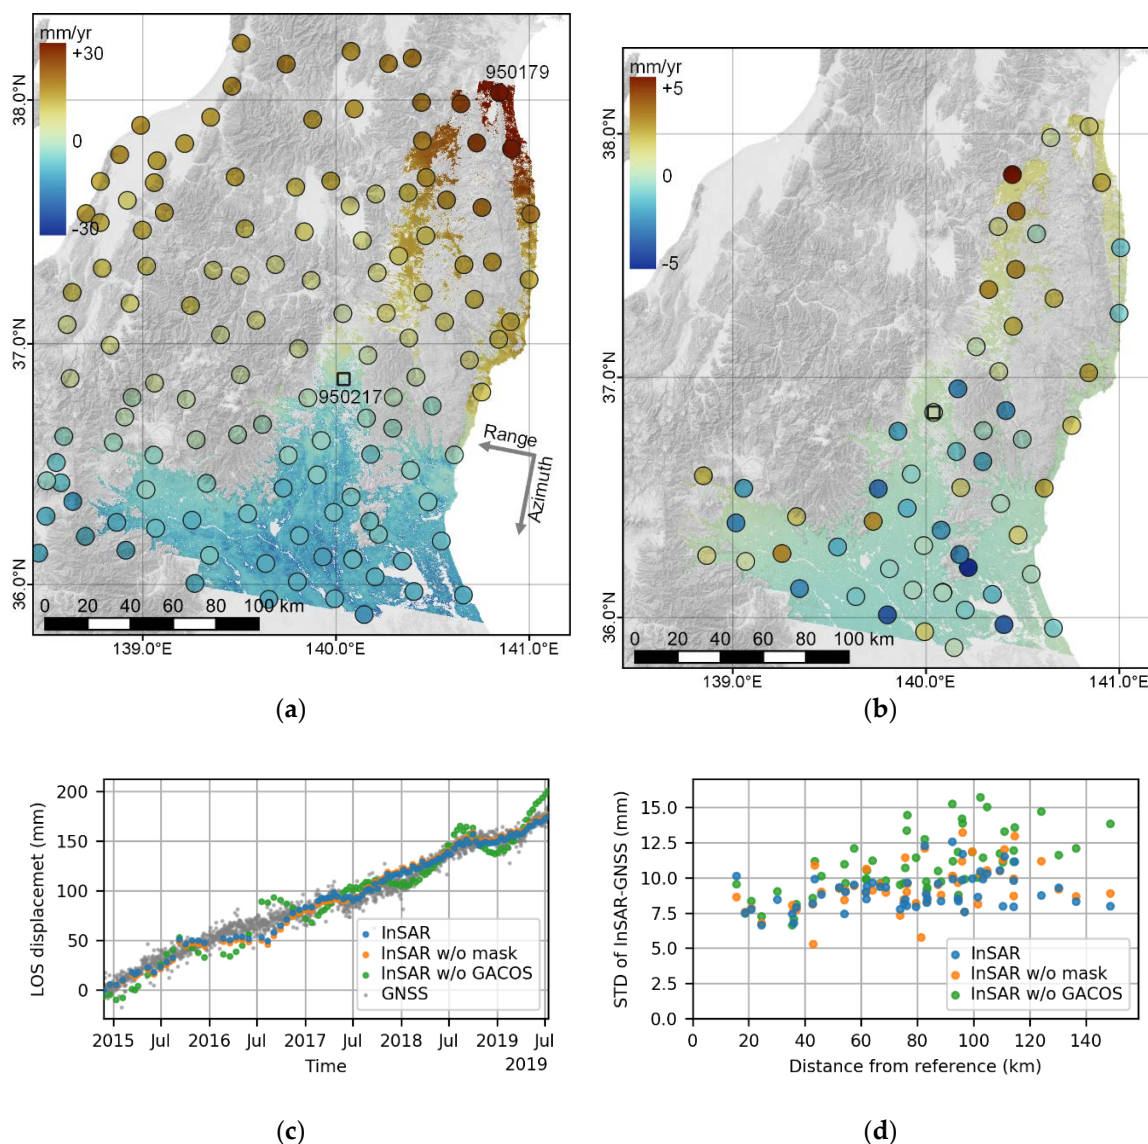 mm/yr
+30
0
-30
950179
950217
Range
Azimuth
38.0°N
37.0°N
36.0°N
0 20 40 60 80 100 km
139.0°E 140.0°E 141.0°E
(a)
mm/yr
+5
0
-5
38.0°N
37.0°N
36.0°N
0 20 40 60 80 100 km
139.0°E 140.0°E 141.0°E
(b)
LOS displacemet (mm)
200
150
100
50
0
InSAR
InSAR w/o mask
InSAR w/o GACOS
GNSS
2015 Jul 2016 Jul 2017 Jul 2018 Jul 2019 Jul
Time
2019
(c)
STD of InSAR-GNSS (mm)
15.0
12.5
10.0
7.5
5.0
2.5
0.0
InSAR
InSAR w/o mask
InSAR w/o GACOS
0 20 40 60 80 100 120 140
Distance from reference (km)
(d)